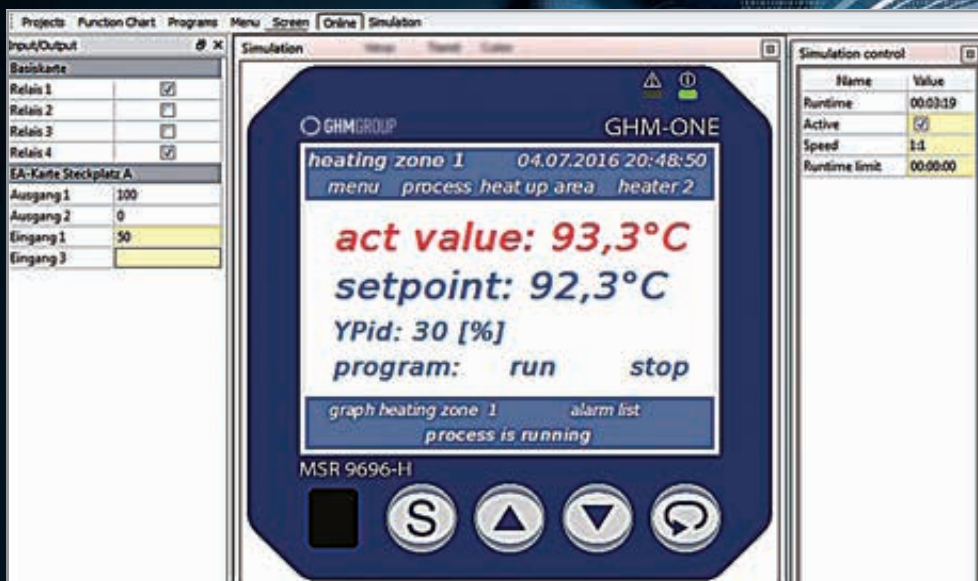 Projects Function Chart Programs Menu Screen Online Simulation
Input/Output
Basiskarte
Relais 1
Relais 2
Relais 3
Relais 4
EA-Karte Steckplatz A
Ausgang 1 100
Ausgang 2 0
Eingang 1 50
Eingang 3
Simulation
GHMGROUP
GHM-ONE
heating zone 1 04.07.2016 20:48:50
menu process heat up area heater 2
act value: 93,3°C
setpoint: 92,3°C
YPid: 30 [%]
program: run stop
graph heating zone 1 alarm list
process is running
MSR 9696-H
S
Simulation control
Name Value
Runtime 00:03:19
Active
Speed 1:1
Runtime limit 00:00:00